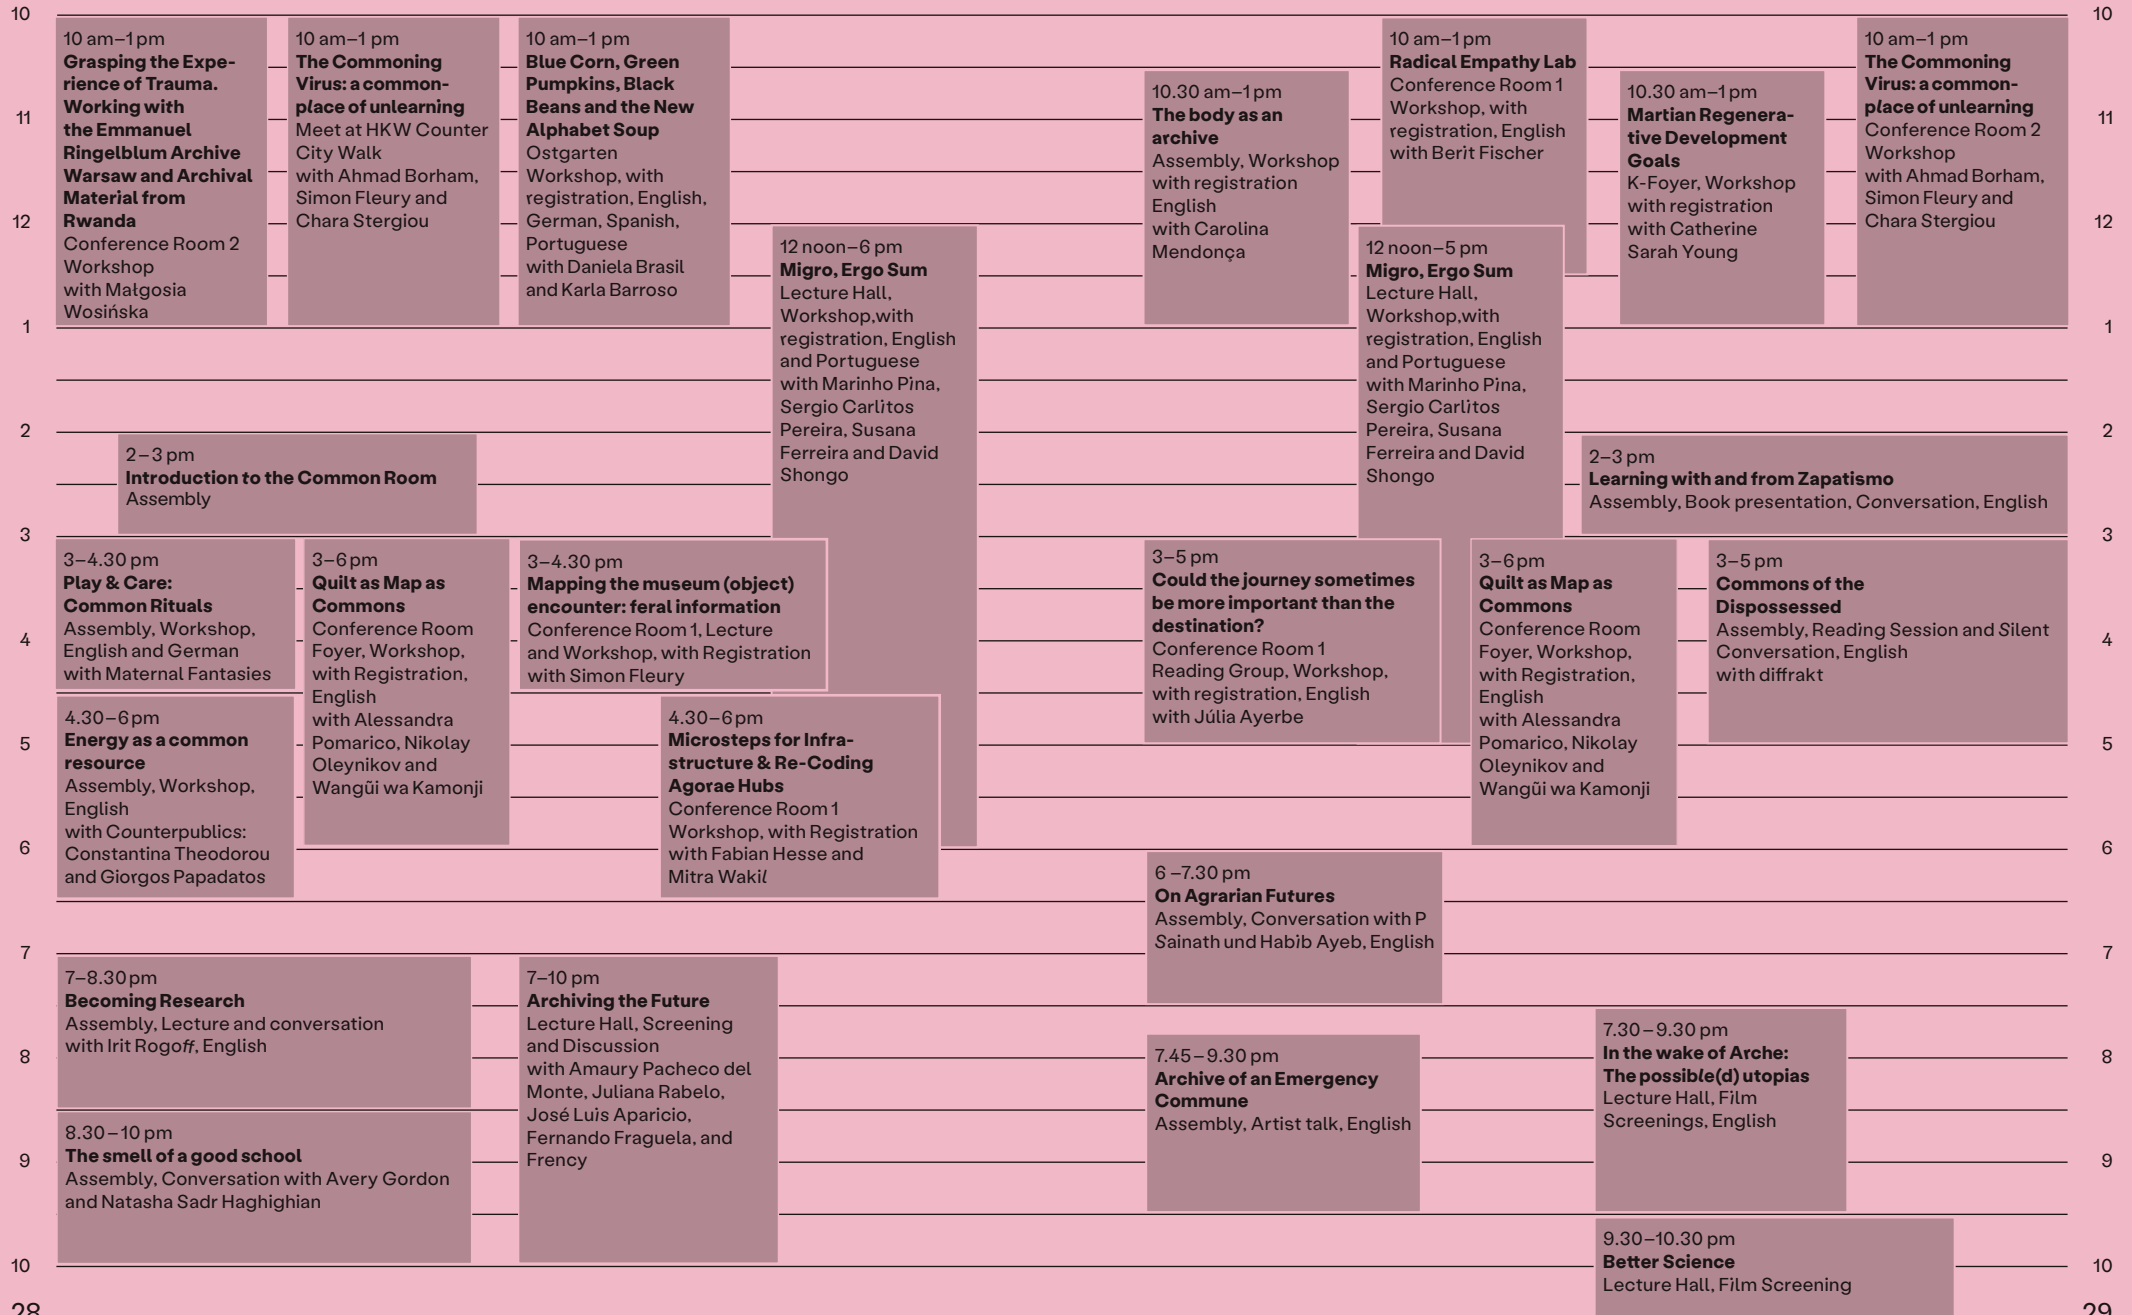 10
10
10 am–1 pm
Grasping the Expe-
rience of Trauma.
Working with
the Emmanuel
Ringelblum Archive
Warsaw and Archival
Material from
Rwanda
Conference Room 2
Workshop
with Małgosia
Wosińska
10 am–1 pm
The Commoning
Virus: a common-
place of unlearning
Meet at HKW Counter
City Walk
with Ahmad Borham,
Simon Fleury and
Chara Stergiou
10 am–1 pm
Blue Corn, Green
Pumpkins, Black
Beans and the New
Alphabet Soup
Ostgarten
Workshop, with
registration, English,
German, Spanish,
Portuguese
with Daniela Brasil
and Karla Barroso
10.30 am–1 pm
The body as an
archive
Assembly, Workshop
with registration
English
with Carolina
Mendonça
10 am–1 pm
Radical Empathy Lab
Conference Room 1
Workshop, with
registration, English
with Berit Fischer
10.30 am–1 pm
Martian Regenera-
tive Development
Goals
K-Foyer, Workshop
with registration
with Catherine
Sarah Young
10 am–1 pm
The Commoning
Virus: a common-
place of unlearning
Conference Room 2
Workshop
with Ahmad Borham,
Simon Fleury and
Chara Stergiou
11
11
12
12
12 noon–6 pm
Migro, Ergo Sum
Lecture Hall,
Workshop,with
registration, English
and Portuguese
with Marinho Pina,
Sergio Carlitos
Pereira, Susana
Ferreira and David
Shongo
12 noon–5 pm
Migro, Ergo Sum
Lecture Hall,
Workshop,with
registration, English
and Portuguese
with Marinho Pina,
Sergio Carlitos
Pereira, Susana
Ferreira and David
Shongo
1
1
2
2
2–3 pm
Introduction to the Common Room
Assembly
2–3 pm
Learning with and from Zapatismo
Assembly, Book presentation, Conversation, English
3
3
3–4.30 pm
Play & Care:
Common Rituals
Assembly, Workshop,
English and German
with Maternal Fantasies
3–6 pm
Quilt as Map as
Commons
Conference Room
Foyer, Workshop,
with Registration,
English
with Alessandra
Pomarico, Nikolay
Oleynikov and
Wangũi wa Kamonji
3–4.30 pm
Mapping the museum (object)
encounter: feral information
Conference Room 1, Lecture
and Workshop, with Registration
with Simon Fleury
3–5 pm
Could the journey sometimes
be more important than the
destination?
Conference Room 1
Reading Group, Workshop,
with registration, English
with Júlia Ayerbe
3–6 pm
Quilt as Map as
Commons
Conference Room
Foyer, Workshop,
with Registration,
English
with Alessandra
Pomarico, Nikolay
Oleynikov and
Wangũi wa Kamonji
3–5 pm
Commons of the
Dispossessed
Assembly, Reading Session and Silent
Conversation, English
with diffrakt
4
4
4.30–6 pm
Energy as a common
resource
Assembly, Workshop,
English
with Counterpublics:
Constantina Theodorou
and Giorgos Papadatos
4.30–6 pm
Microsteps for Infra-
structure & Re-Coding
Agorae Hubs
Conference Room 1
Workshop, with Registration
with Fabian Hesse and
Mitra Wakil
5
5
6
6
6 –7.30 pm
On Agrarian Futures
Assembly, Conversation with P
Sainath und Habib Ayeb, English
7
7
7–8.30 pm
Becoming Research
Assembly, Lecture and conversation
with Irit Rogoff, English
7–10 pm
Archiving the Future
Lecture Hall, Screening
and Discussion
with Amaury Pacheco del
Monte, Juliana Rabelo,
José Luis Aparicio,
Fernando Fraguela, and
Frency
7.45–9.30 pm
Archive of an Emergency
Commune
Assembly, Artist talk, English
7.30–9.30 pm
In the wake of Arche:
The possible(d) utopias
Lecture Hall, Film
Screenings, English
8
8
8.30–10 pm
The smell of a good school
Assembly, Conversation with Avery Gordon
and Natasha Sadr Haghighian
9
9
9.30–10.30 pm
Better Science
Lecture Hall, Film Screening
10
10
28
29